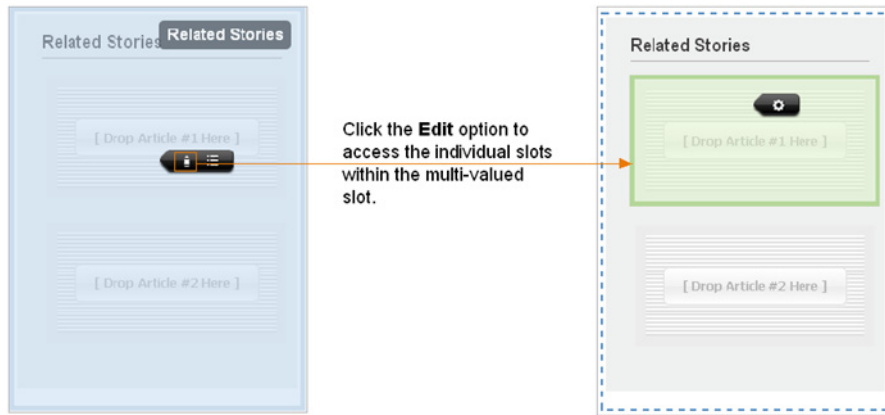 Related Stories
Related Stories
[ Drop Article #1 Here ]
[ Drop Article #2 Here ]
Click the Edit option to
access the individual slots
within the multi-valued
slot.
Related Stories
[ Drop Article #1 Here ]
[ Drop Article #2 Here ]